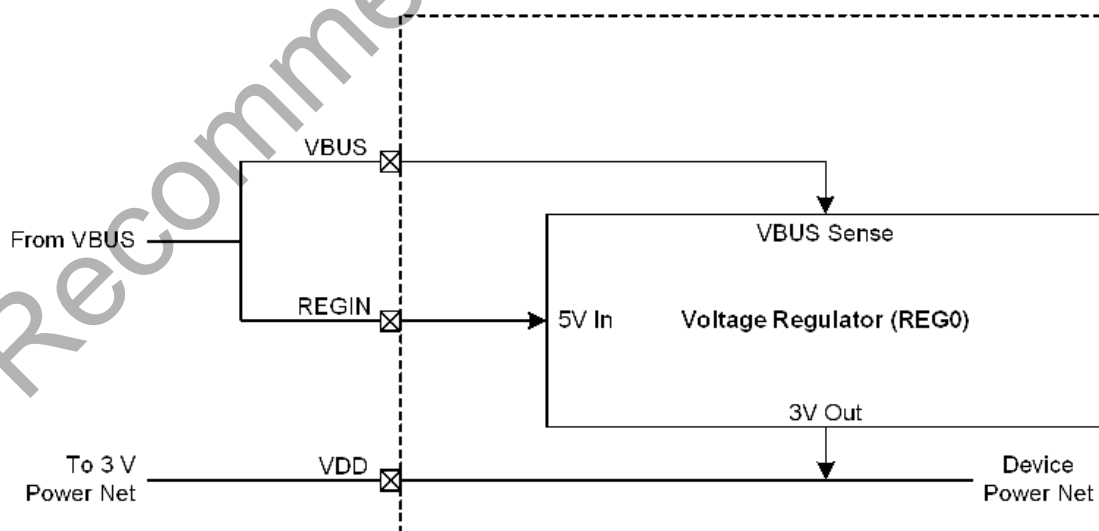 Recomme
VBUS
From VBUS
VBUS Sense
REGIN
5V In
Voltage Regulator (REG0)
3V Out
To 3 V
Power Net
VDD
Device
Power Net